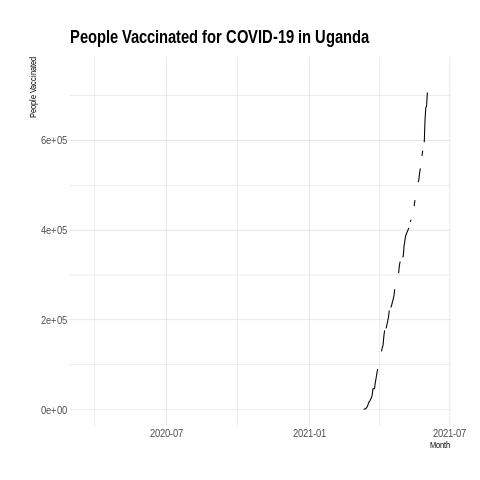 People Vaccinated for COVID-19 in Uganda
People Vaccinated
6e+05
4e+05
2e+05
0e+00
2020-07
2021-01
2021-07
Month